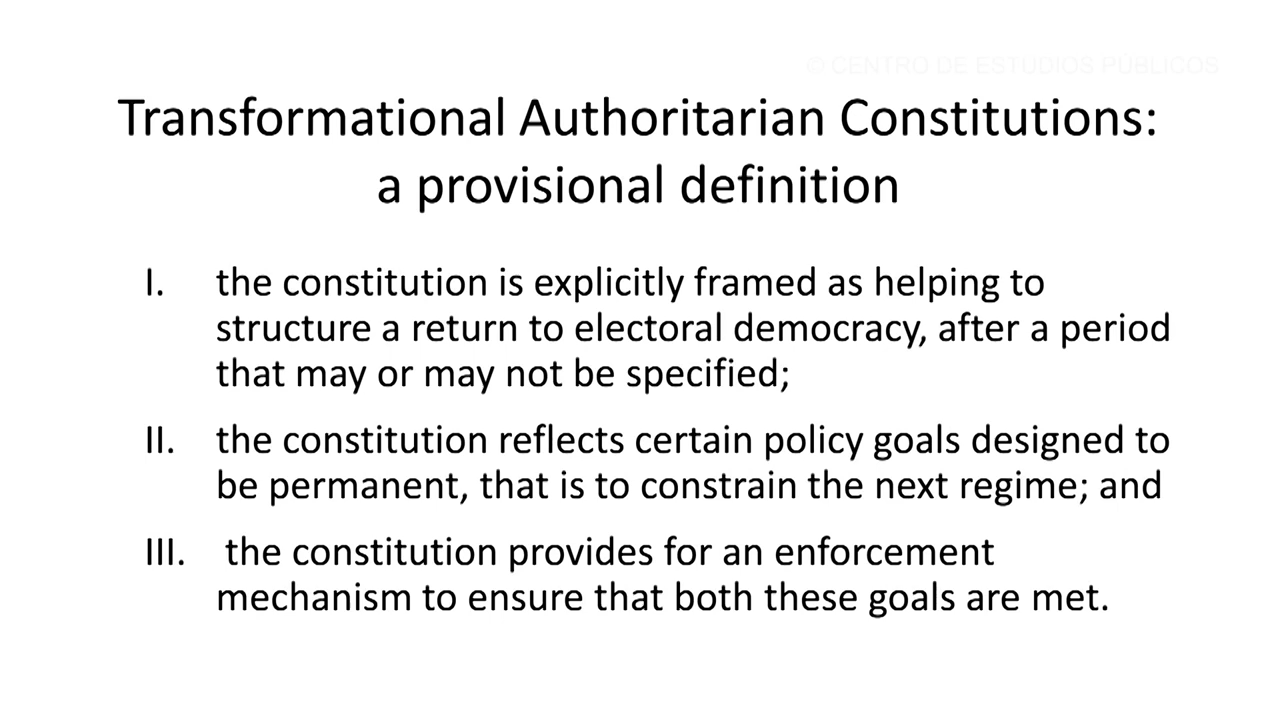 © CENTRO DE ESTUDIOS PÚBLICOS
Transformational Authoritarian Constitutions:
a provisional definition
I. the constitution is explicitly framed as helping to
structure a return to electoral democracy, after a period
that may or may not be specified;
II. the constitution reflects certain policy goals designed to
be permanent, that is to constrain the next regime; and
III. the constitution provides for an enforcement
mechanism to ensure that both these goals are met.